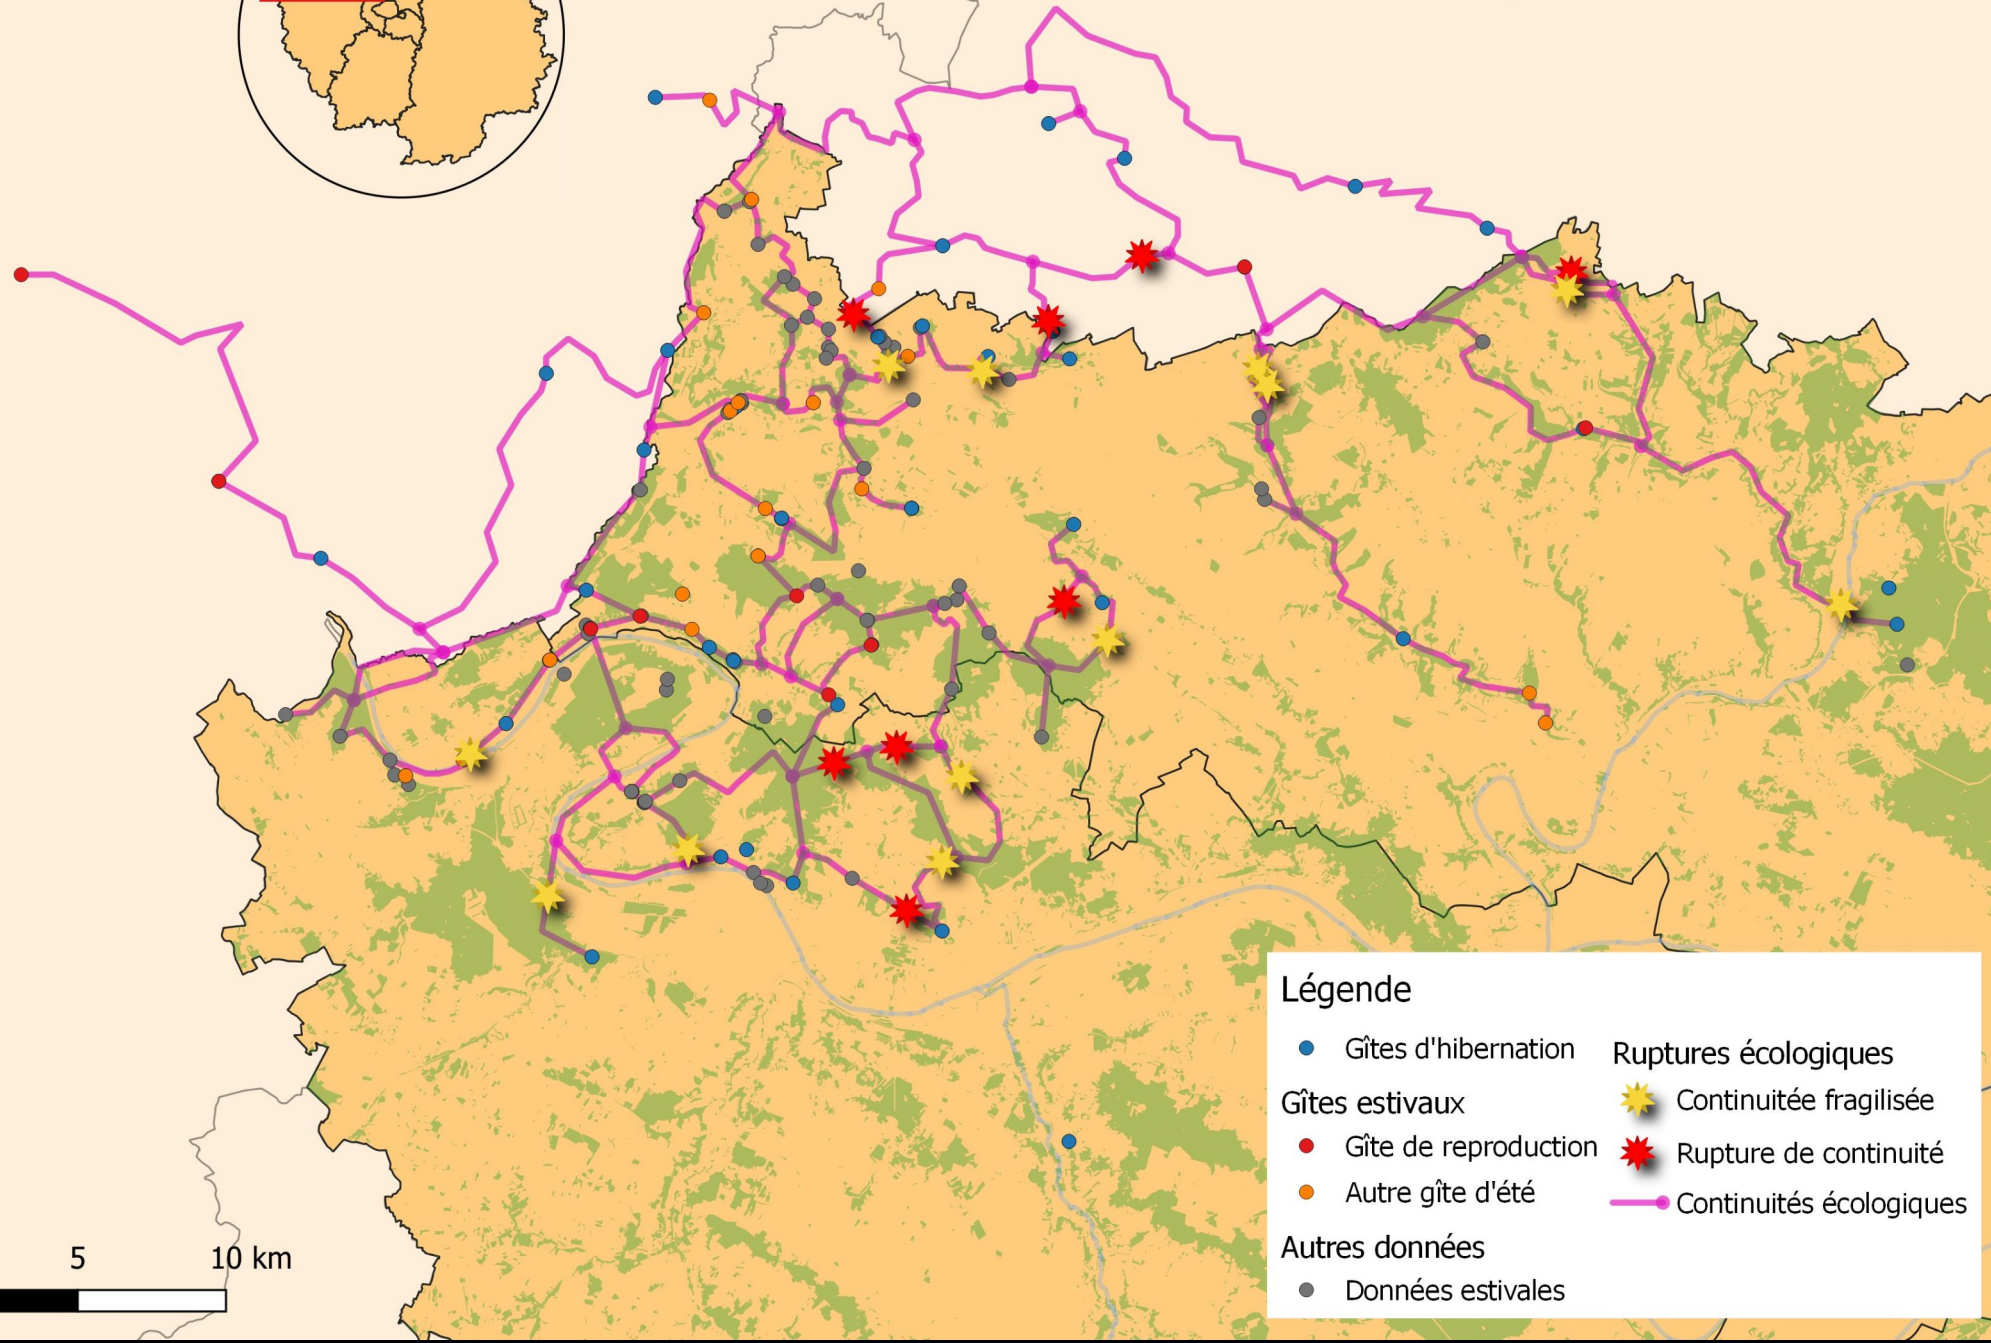 5 10 km
Légende
Gîtes d'hibernation
Gîtes estivaux
Gîte de reproduction
Autre gîte d'été
Autres données
Données estivales
Ruptures écologiques
Continuitée fragilisée
Rupture de continuité
Continuités écologiques